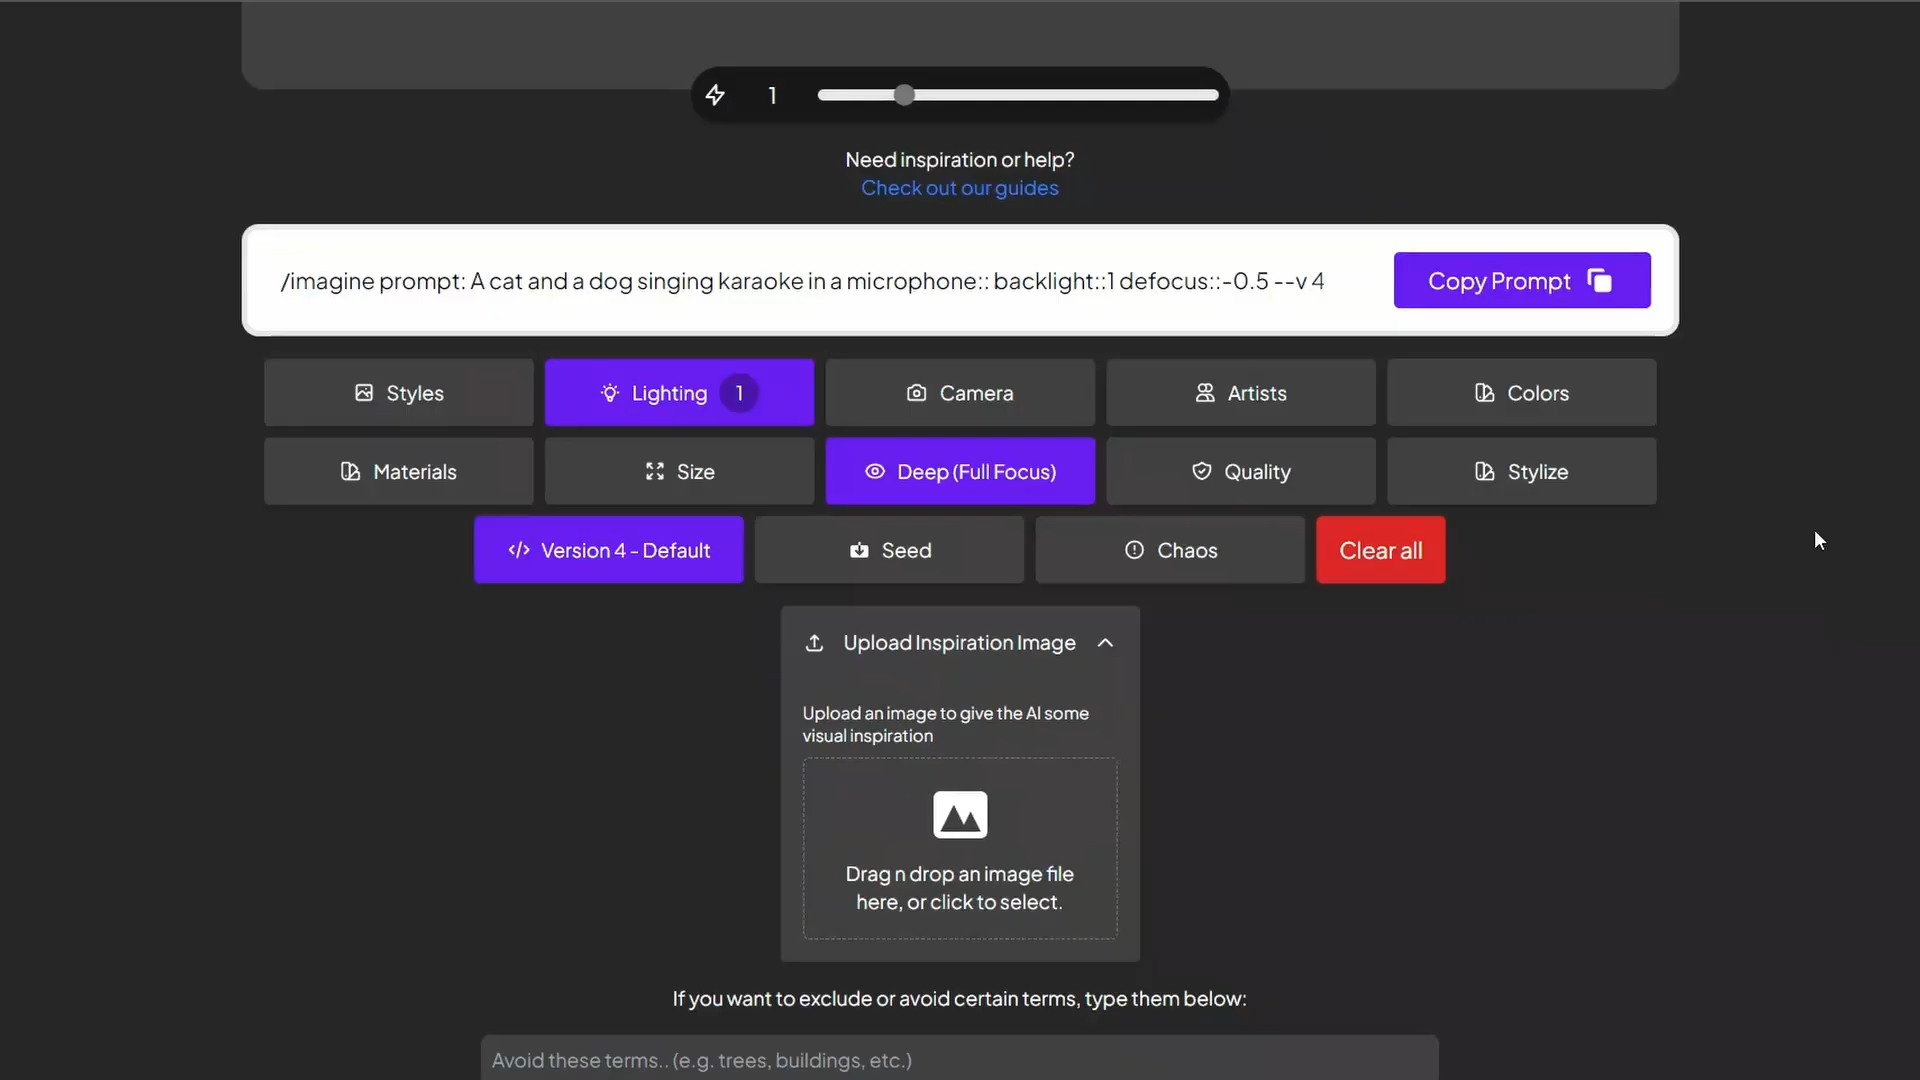 1
Need inspiration or help?
Check out our guides
/imagine prompt: A cat and a dog singing karaoke in a microphone:: backlight::1 defocus::-0.5 --v 4
Copy Prompt
Styles
Lighting 1
Camera
Artists
Colors
Materials
Size
Deep (Full Focus)
Quality
Stylize
Version 4 - Default
Seed
Chaos
Clear all
Upload Inspiration Image
Upload an image to give the AI some
visual inspiration
Drag n drop an image file
here, or click to select.
If you want to exclude or avoid certain terms, type them below:
Avoid these terms.. (e.g. trees, buildings, etc.)